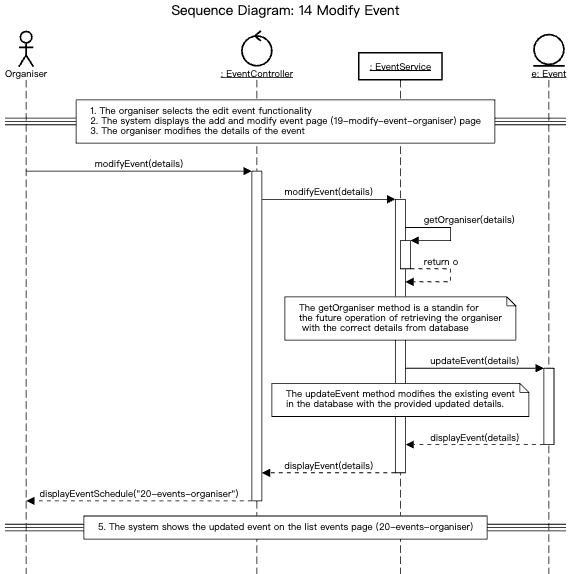 Sequence Diagram: 14 Modify Event
Organiser
: EventController
: EventService
e: Event
1. The organiser selects the edit event functionality
2. The system displays the add and modify event page (19-modify-event-organiser) page
3. The organiser modifies the details of the event
modifyEvent(details)
modifyEvent(details)
getOrganiser(details)
return o
The getOrganiser method is a standin for
the future operation of retrieving the organiser
with the correct details from database
updateEvent(details)
The updateEvent method modifies the existing event
in the database with the provided updated details.
displayEvent(details)
displayEvent(details)
displayEventSchedule("20-events-organiser")
5. The system shows the updated event on the list events page (20-events-organiser)